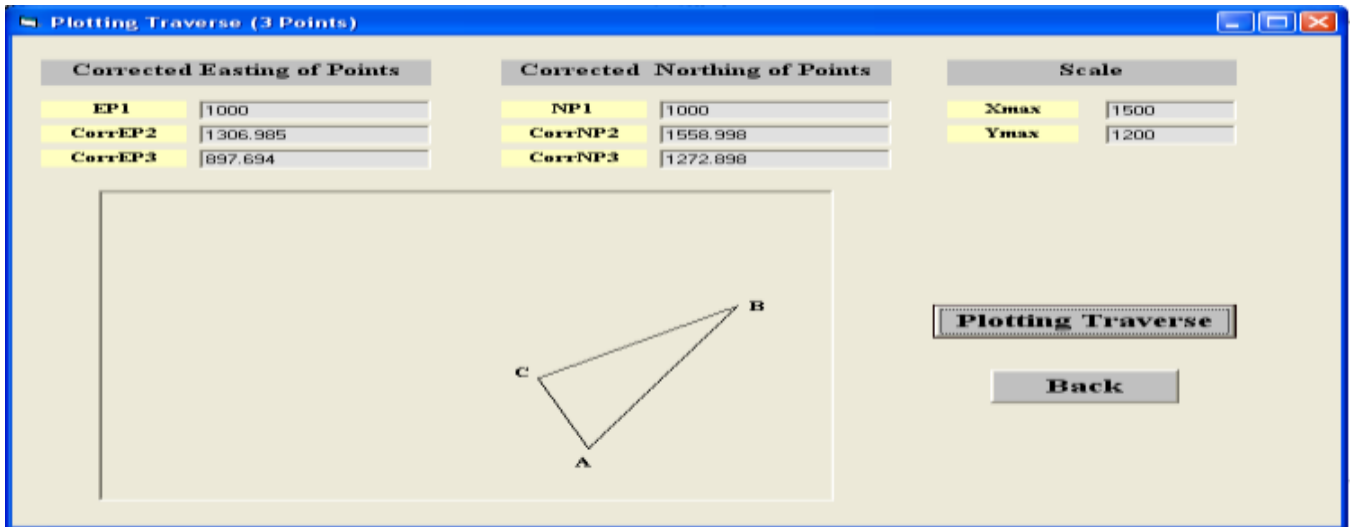 Plotting Traverse (3 Points)
Corrected Easting of Points
EP1 1000
CorrEP2 1306.985
CorrEP3 897.694
Corrected Northing of Points
NP1 1000
CorrNP2 1558.998
CorrNP3 1272.898
Scale
Xmax 1500
Ymax 1200
B
C
A
Plotting Traverse
Back